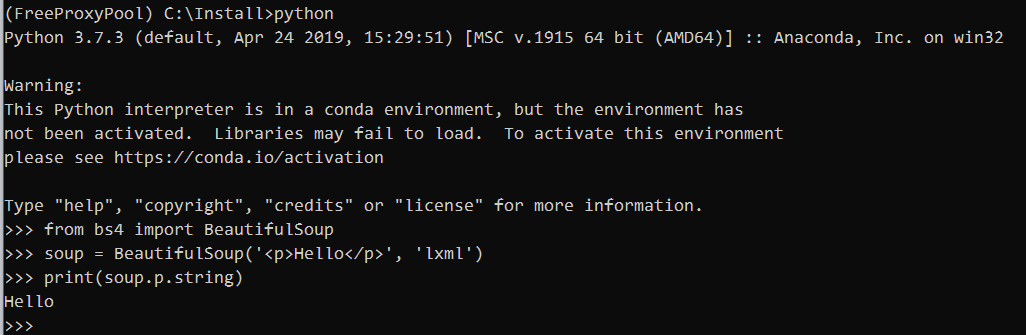 (FreeProxyPool) C:\Install>python
Python 3.7.3 (default, Apr 24 2019, 15:29:51) [MSC v.1915 64 bit (AMD64)] :: Anaconda, Inc. on win32
Warning:
This Python interpreter is in a conda environment, but the environment has
not been activated.  Libraries may fail to load.  To activate this environment
please see https://conda.io/activation
Type "help", "copyright", "credits" or "license" for more information.
>>> from bs4 import BeautifulSoup
>>> soup = BeautifulSoup('<p>Hello</p>', 'lxml')
>>> print(soup.p.string)
Hello
>>>